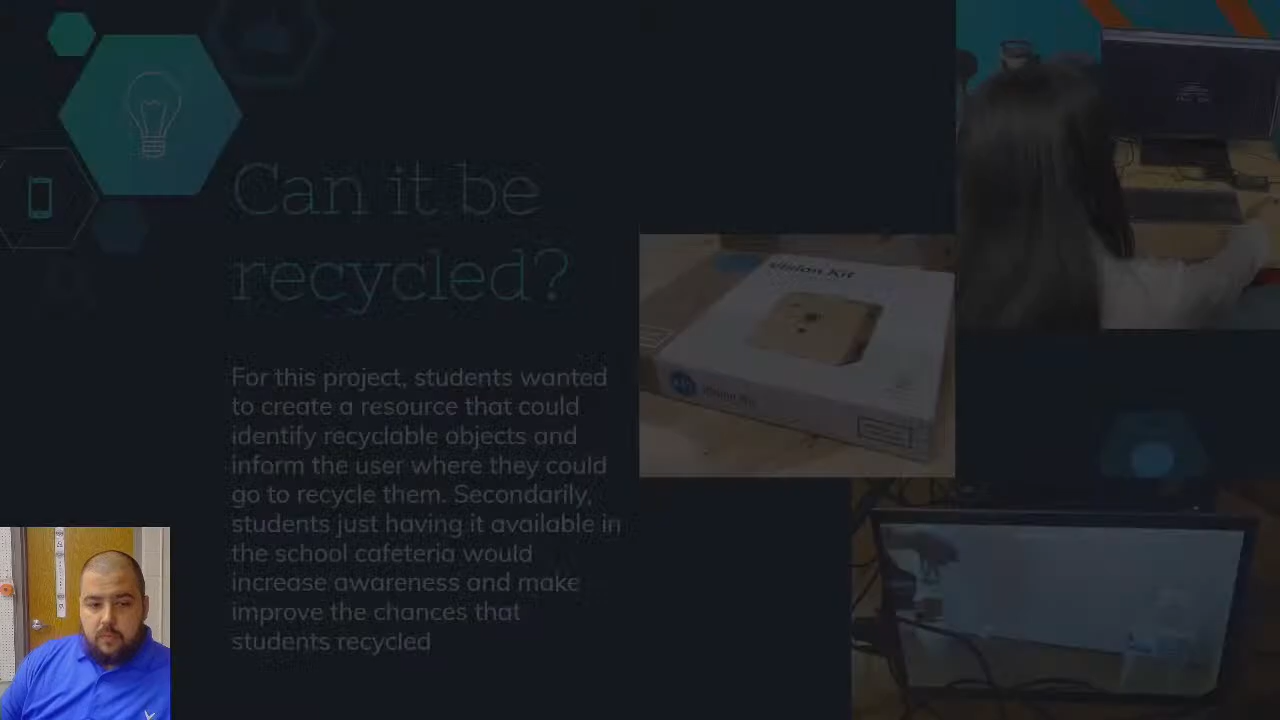 Can it be
recycled?
For this project, students wanted
to create a resource that could
identify recyclable objects and
inform the user where they could
go to recycle them. Secondarily,
students just having it available in
the school cafeteria would
increase awareness and make
improve the chances that
students recycled
Vision Kit
Vision Kit